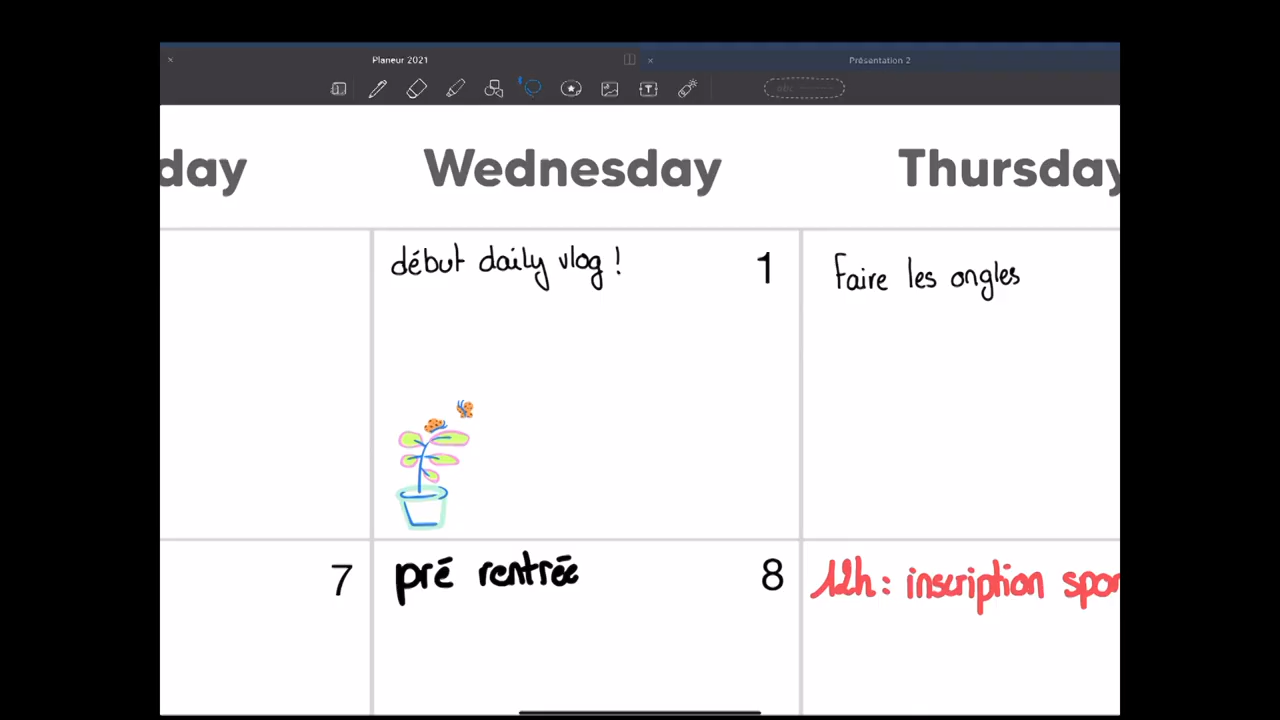 Planeur 2021
Présentation 2
day Wednesday Thursday
début daily vlog ! 1
Faire les ongles
7 pré rentrée 8
12h : inscription spor